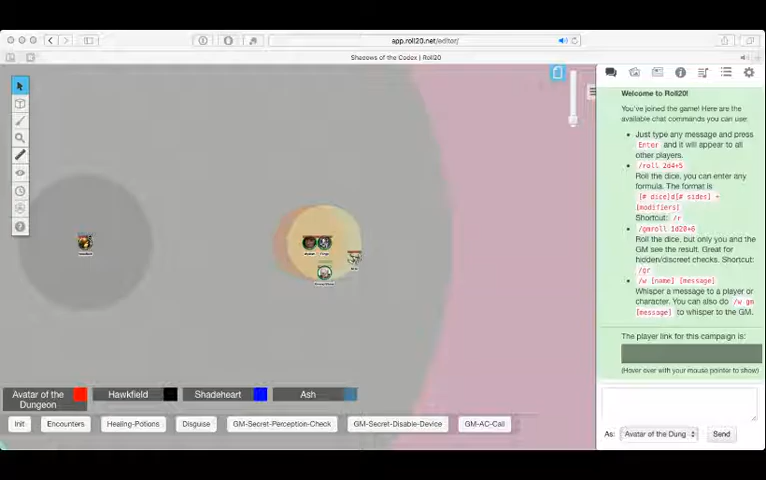 app.roll20.net/editor/
Shadows of the Codex | Roll20
Welcome to Roll20!
You've joined the game! Here are the
available chat commands you can use:
Just type any message and press
Enter and it will appear to all
other players.
/roll 2d4+5
Roll the dice, you can enter any
formula. The format is
[# dice]d[# sides] +
[modifiers]
Shortcut: /r
/gmroll 1d20+6
Roll the dice, but only you and the
GM see the result. Great for
hidden/discreet checks. Shortcut:
/gr
/w [name] [message]
Whisper a message to a player or
character. You can also do /w gm
[message] to whisper to the GM.
The player link for this campaign is:
(Hover over with your mouse pointer to show)
Avatar of the
Dungeon
Hawkfield
Shadeheart
Ash
Init
Encounters
Healing-Potions
Disguise
GM-Secret-Perception-Check
GM-Secret-Disable-Device
GM-AC-Call
As:
Avatar of the Dung
Send